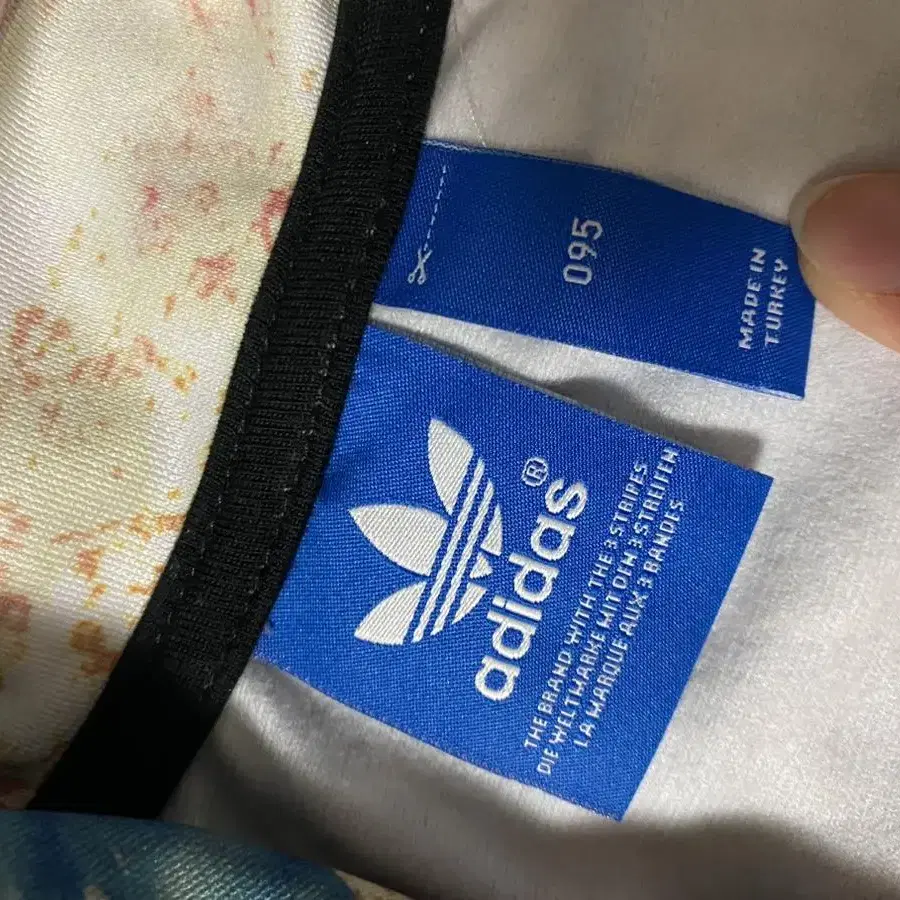 095
MADE IN
TURKEY
adidas®
THE BRAND WITH THE 3 STRIPES
DIE WELTMARKE MIT DEN 3 STREIFEN
LA MARQUE AUX 3 BANDES